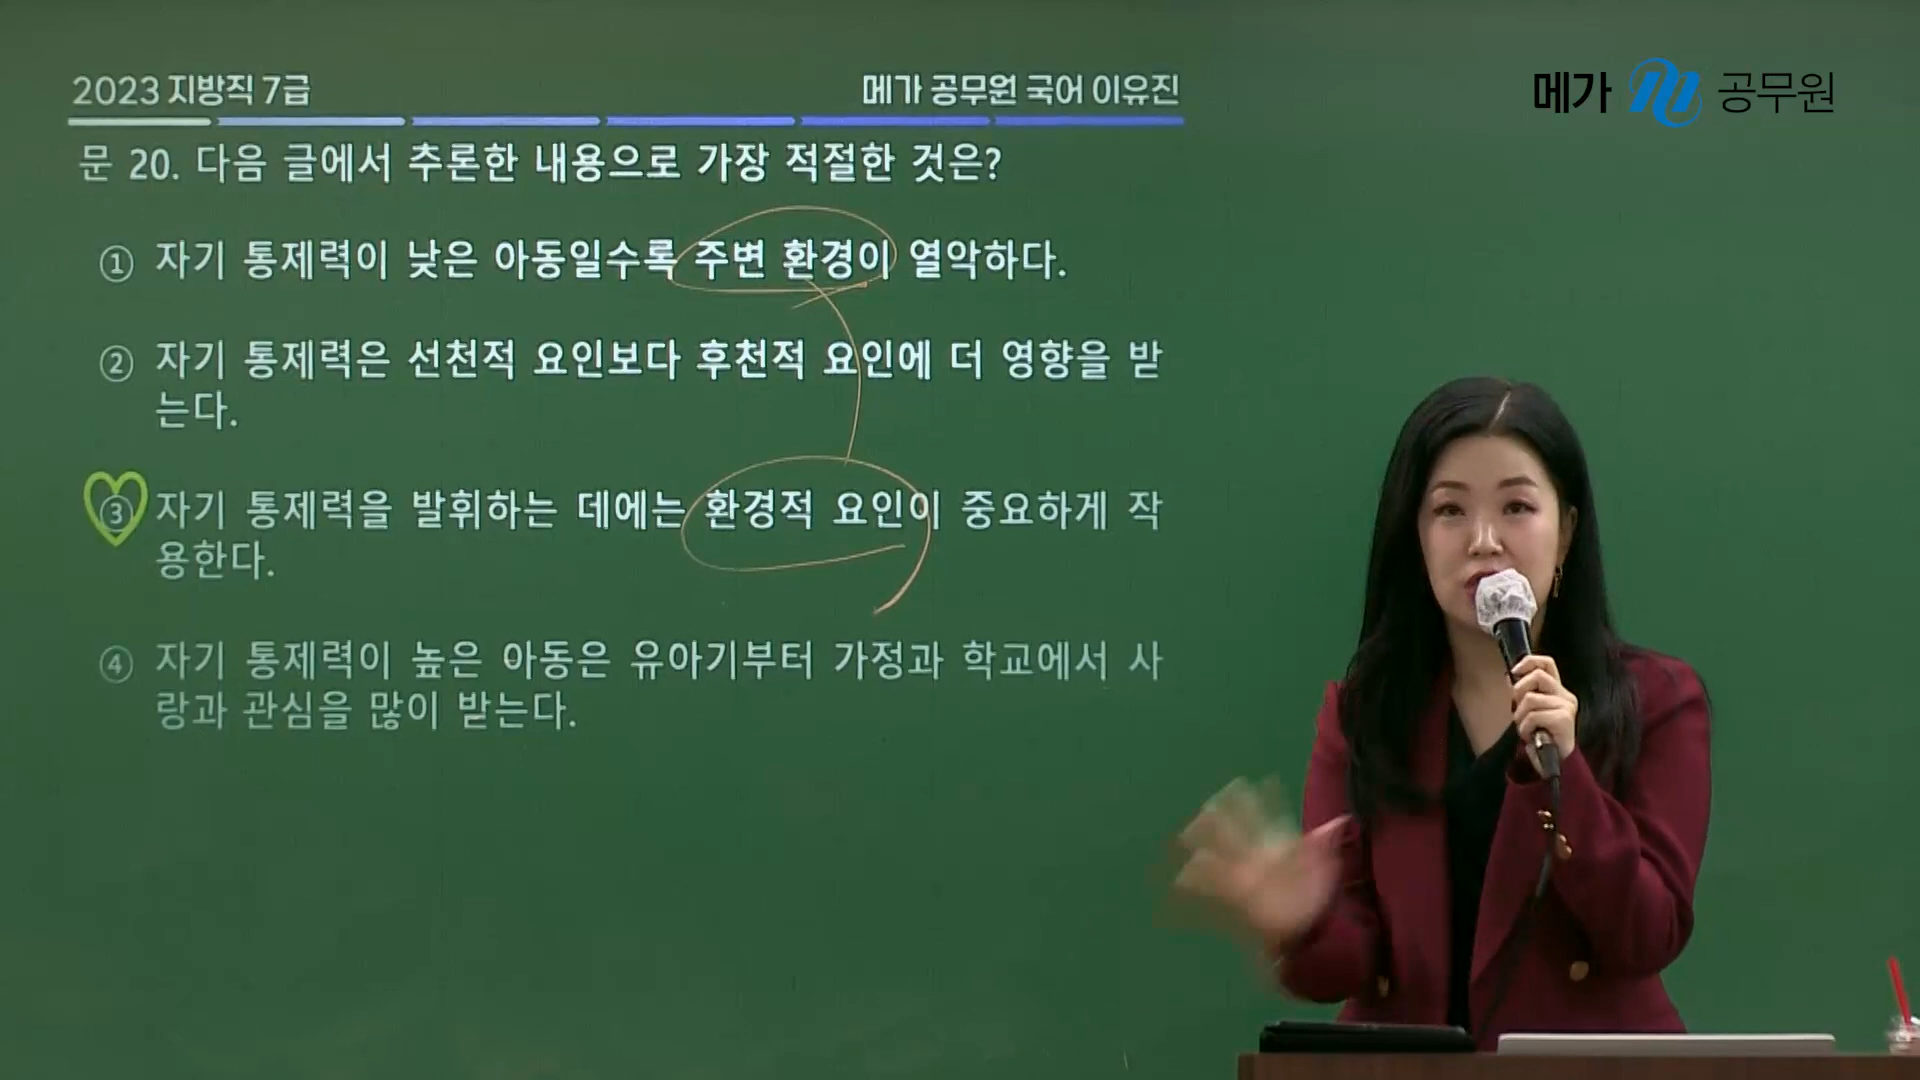 2023 지방직 7급
메가 공무원 국어 이유진
메가 공무원
문 20. 다음 글에서 추론한 내용으로 가장 적절한 것은?
① 자기 통제력이 낮은 아동일수록 주변 환경이 열악하다.
② 자기 통제력은 선천적 요인보다 후천적 요인에 더 영향을 받
는다.
③ 자기 통제력을 발휘하는 데에는 환경적 요인이 중요하게 작
용한다.
④ 자기 통제력이 높은 아동은 유아기부터 가정과 학교에서 사
랑과 관심을 많이 받는다.